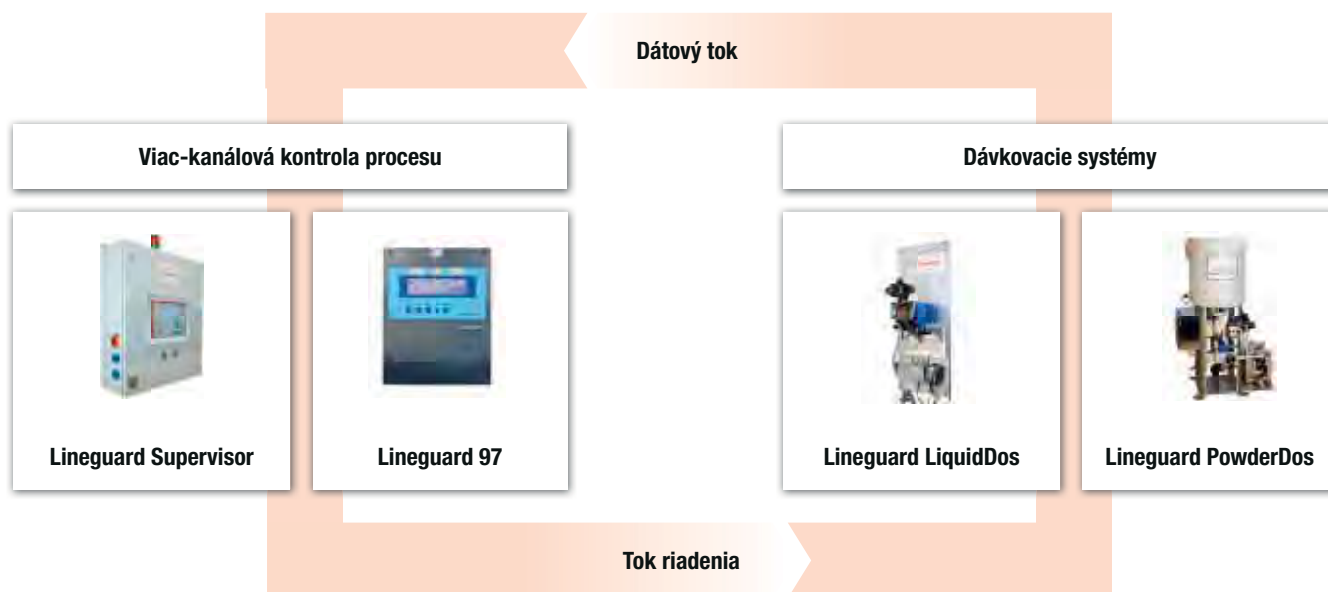 Dátový tok
Viac-kanálová kontrola procesu
Dávkovacie systémy
Lineguard Supervisor
Lineguard 97
Lineguard LiquidDos
Lineguard PowderDos
Tok riadenia